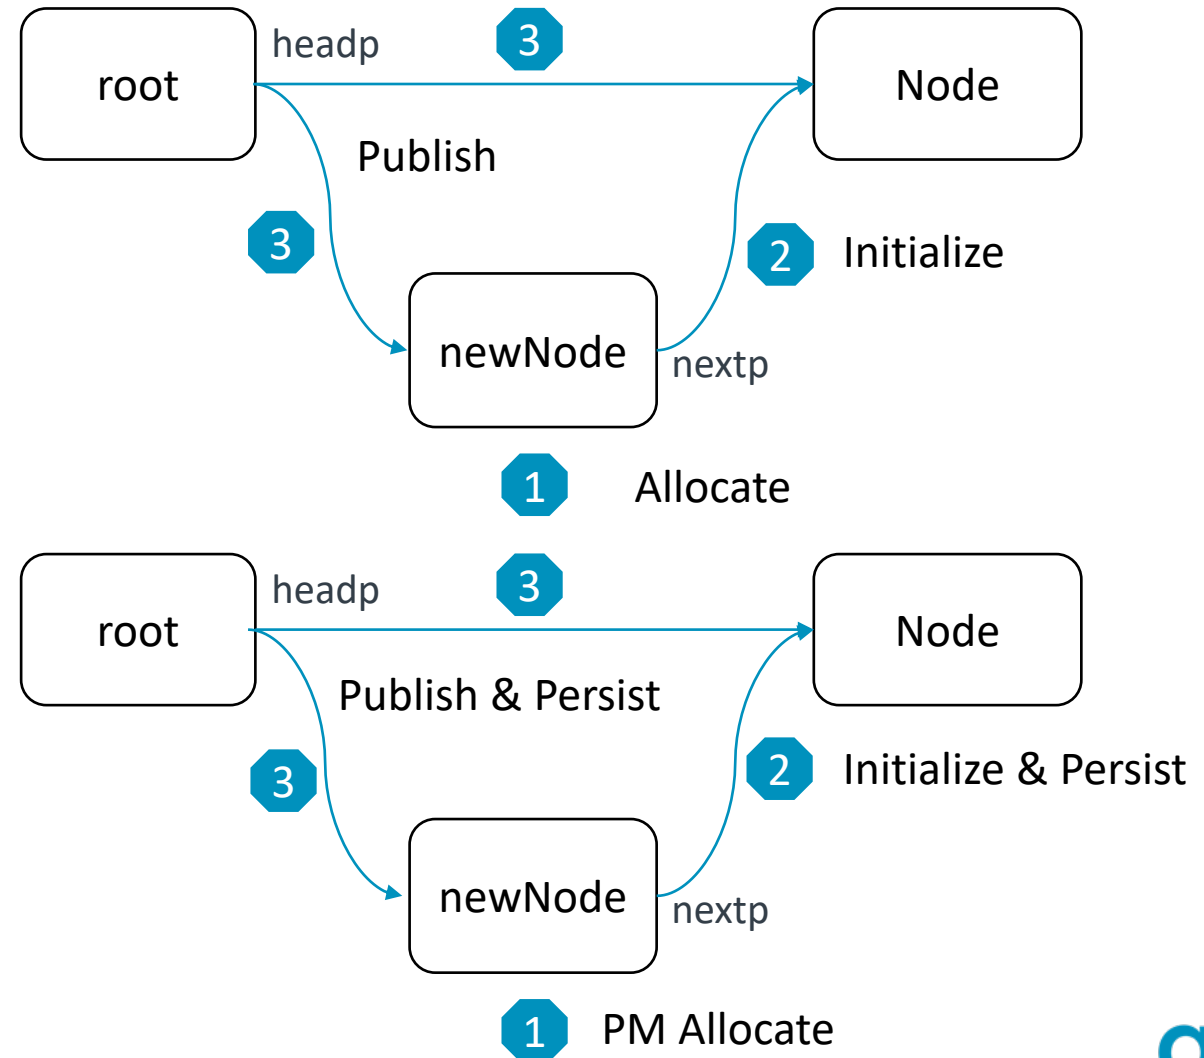 headp
3
root
Node
Publish
3
2
Initialize
newNode
nextp
1
Allocate
headp
3
root
Node
Publish & Persist
3
2
Initialize & Persist
newNode
nextp
1
PM Allocate